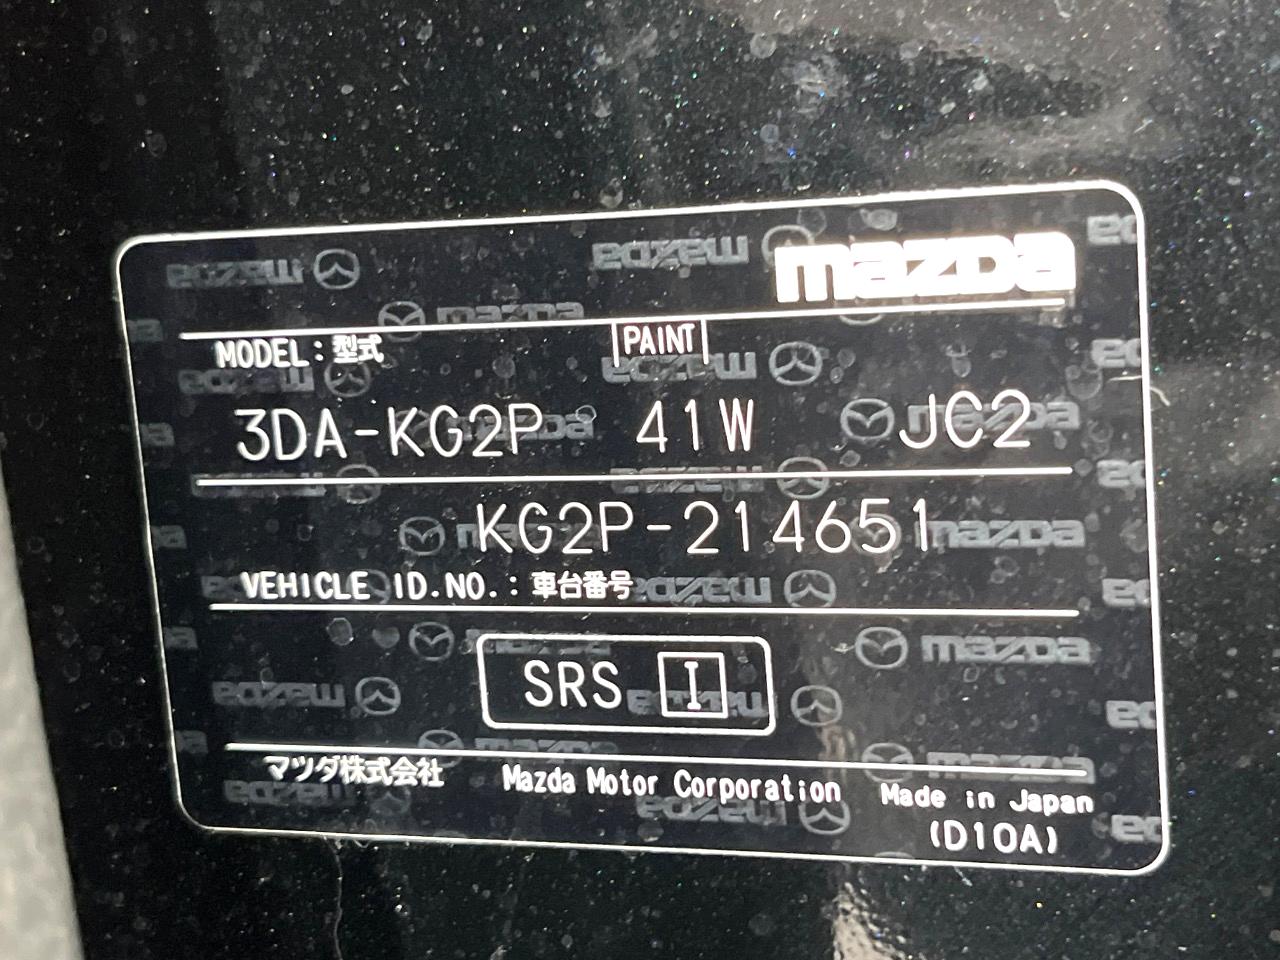 mazda
MODEL : 型式 PAINT
3DA-KG2P 41W JC2
KG2P-214651
VEHICLE ID.NO. : 車台番号
SRS I
マツダ株式会社 Mazda Motor Corporation Made in Japan
(D10A)